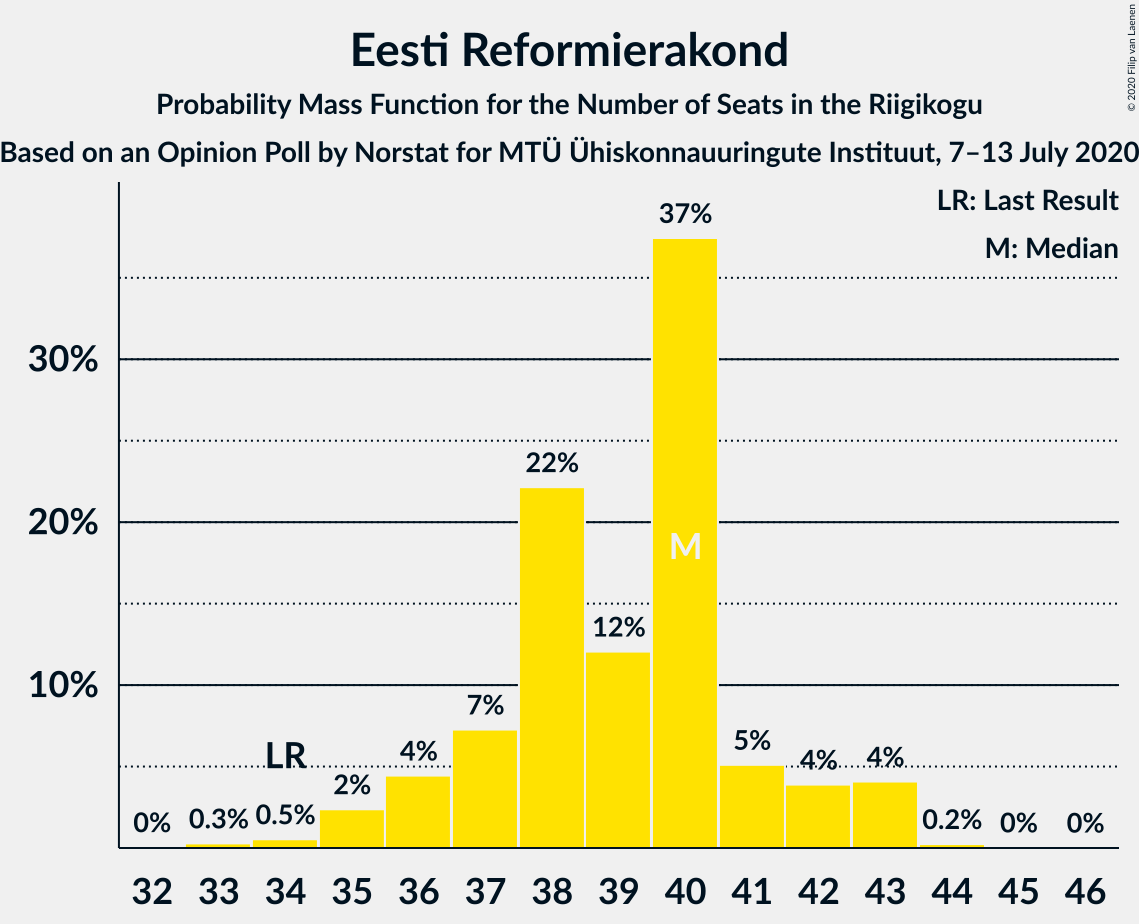 Eesti Reformierakond
Probability Mass Function for the Number of Seats in the Riigikogu
Based on an Opinion Poll by Norstat for MTÜ Ühiskonnauuringute Instituut, 7–13 July 2020
© 2020 Filip van Laenen
LR: Last Result
M: Median
30%
20%
10%
0%
0.3%
0.5%
LR
2%
4%
7%
22%
12%
37%
M
5%
4%
4%
0.2%
0%
0%
32 33 34 35 36 37 38 39 40 41 42 43 44 45 46